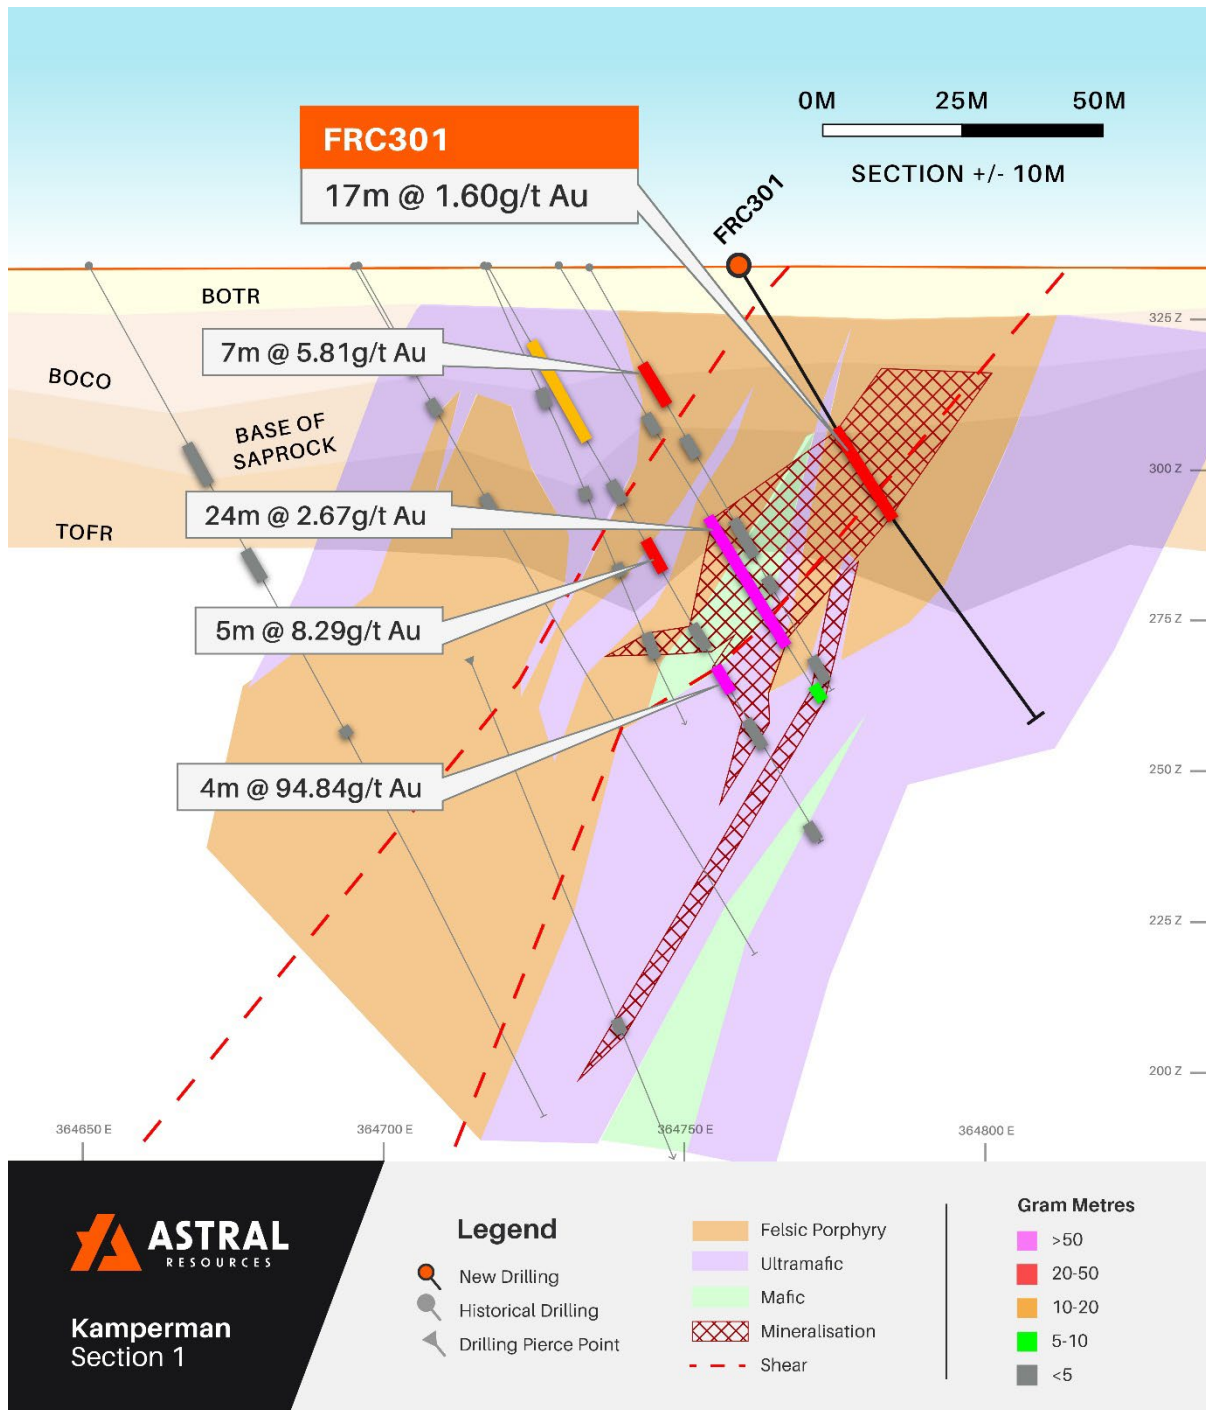 0M 25M 50M
SECTION +/- 10M
FRC301
17m @ 1.60g/t Au
FRC301
BOTR
325 Z
7m @ 5.81g/t Au
BOCO
BASE OF
SAPROCK
300 Z
24m @ 2.67g/t Au
TOFR
5m @ 8.29g/t Au
275 Z
4m @ 94.84g/t Au
250 Z
225 Z
200 Z
364650 E 364700 E 364750 E 364800 E
ASTRAL
RESOURCES
Kamperman
Section 1
Legend
New Drilling
Historical Drilling
Drilling Pierce Point
Felsic Porphyry
Ultramafic
Mafic
Mineralisation
Shear
Gram Metres
>50
20-50
10-20
5-10
<5